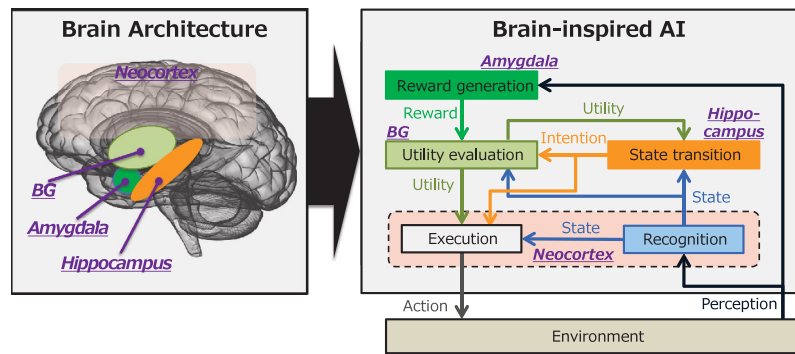 Brain Architecture
Neocortex
BG
Amygdala
Hippocampus
Brain-inspired AI
Amygdala
Reward generation
Reward
Utility
Hippo-
campus
BG
Intention
Utility evaluation
State transition
Utility
State
State
Execution
Recognition
Neocortex
Action
Perception
Environment